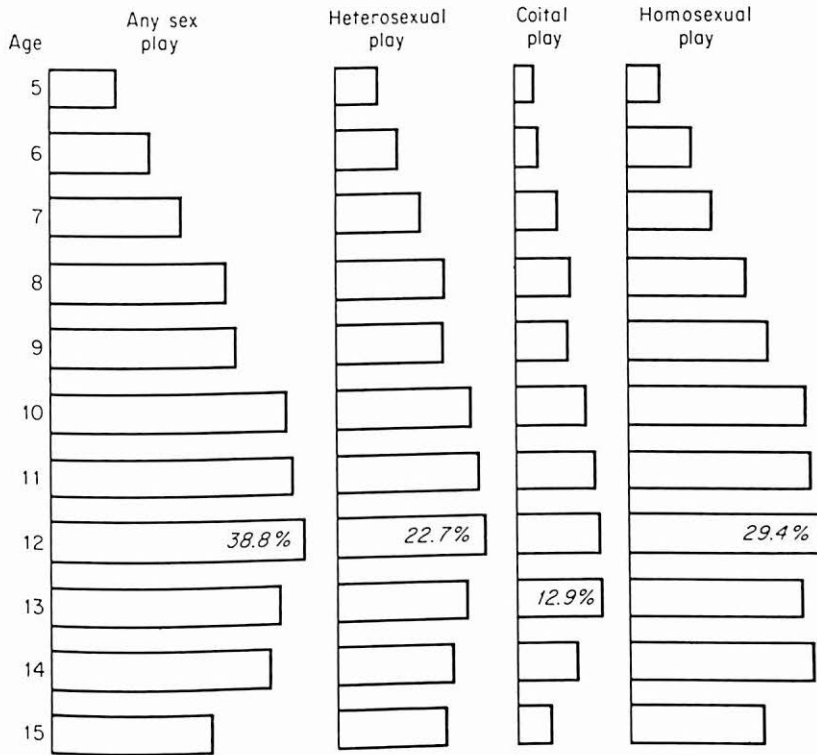 Age
Any sex
play
Heterosexual
play
Coital
play
Homosexual
play
5
6
7
8
9
10
11
12 38.8% 22.7% 29.4%
13 12.9%
14
15